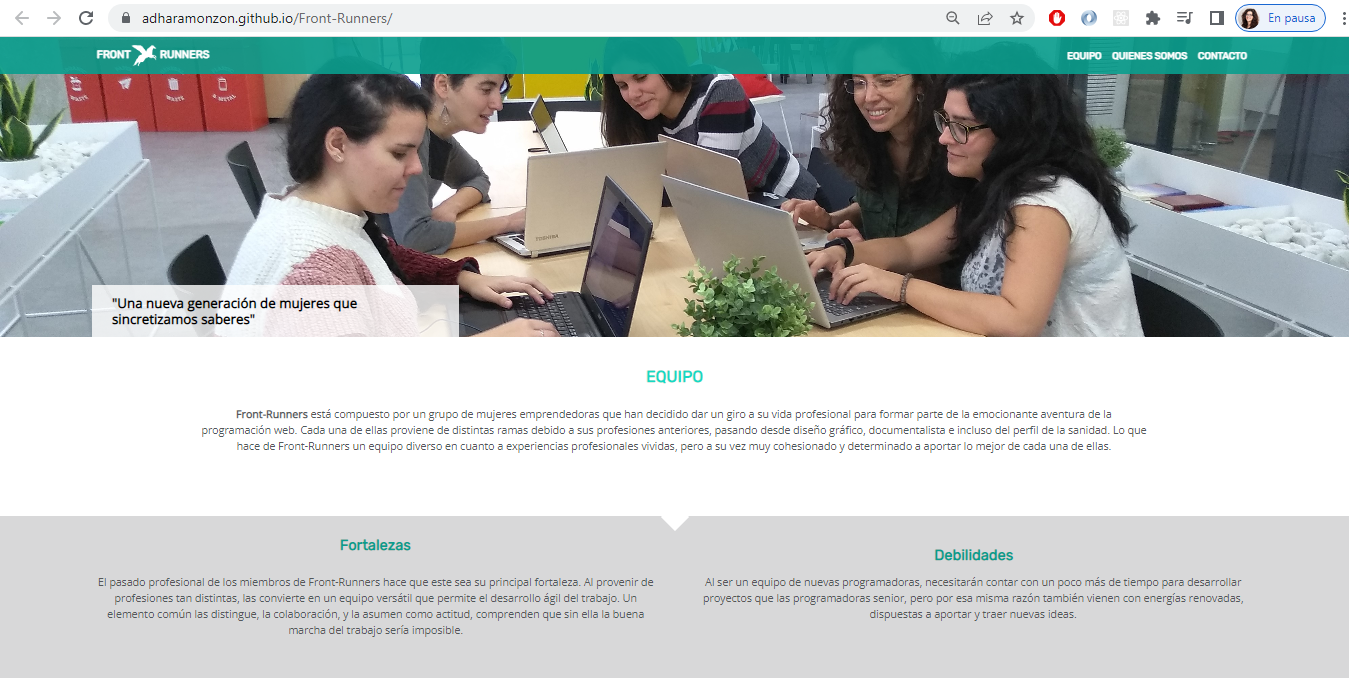 adharamonzon.github.io/Front-Runners/
En pausa
FRONT RUNNERS
EQUIPO QUIENES SOMOS CONTACTO
WASTE
WASTE
METAL
TOSHIBA
"Una nueva generación de mujeres que
sincretizamos saberes"
EQUIPO
Front-Runners está compuesto por un grupo de mujeres emprendedoras que han decidido dar un giro a su vida profesional para formar parte de la emocionante aventura de la
programación web. Cada una de ellas proviene de distintas ramas debido a sus profesiones anteriores, pasando desde diseño gráfico, documentalista e incluso del perfil de la sanidad. Lo que
hace de Front-Runners un equipo diverso en cuanto a experiencias profesionales vividas, pero a su vez muy cohesionado y determinado a aportar lo mejor de cada una de ellas.
Fortalezas
El pasado profesional de los miembros de Front-Runners hace que este sea su principal fortaleza. Al provenir de
profesiones tan distintas, las convierte en un equipo versátil que permite el desarrollo ágil del trabajo. Un
elemento común las distingue, la colaboración, y la asumen como actitud, comprenden que sin ella la buena
marcha del trabajo sería imposible.
Debilidades
Al ser un equipo de nuevas programadoras, necesitarán contar con un poco más de tiempo para desarrollar
proyectos que las programadoras senior, pero por esa misma razón también vienen con energías renovadas,
dispuestas a aportar y traer nuevas ideas.